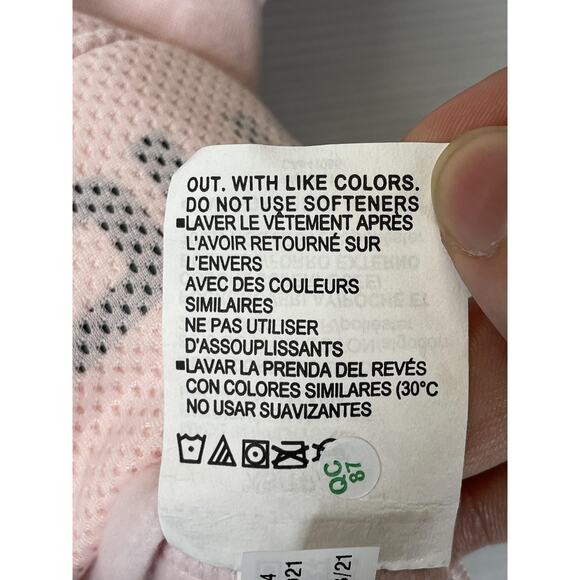 OUT. WITH LIKE COLORS.
DO NOT USE SOFTENERS
▪LAVER LE VÊTEMENT APRÈS
L'AVOIR RETOURNÉ SUR
L'ENVERS
AVEC DES COULEURS
SIMILAIRES
NE PAS UTILISER
D'ASSOUPLISSANTS
▪LAVAR LA PRENDA DEL REVÉS
CON COLORES SIMILARES (30°C
NO USAR SUAVIZANTES
QC
87